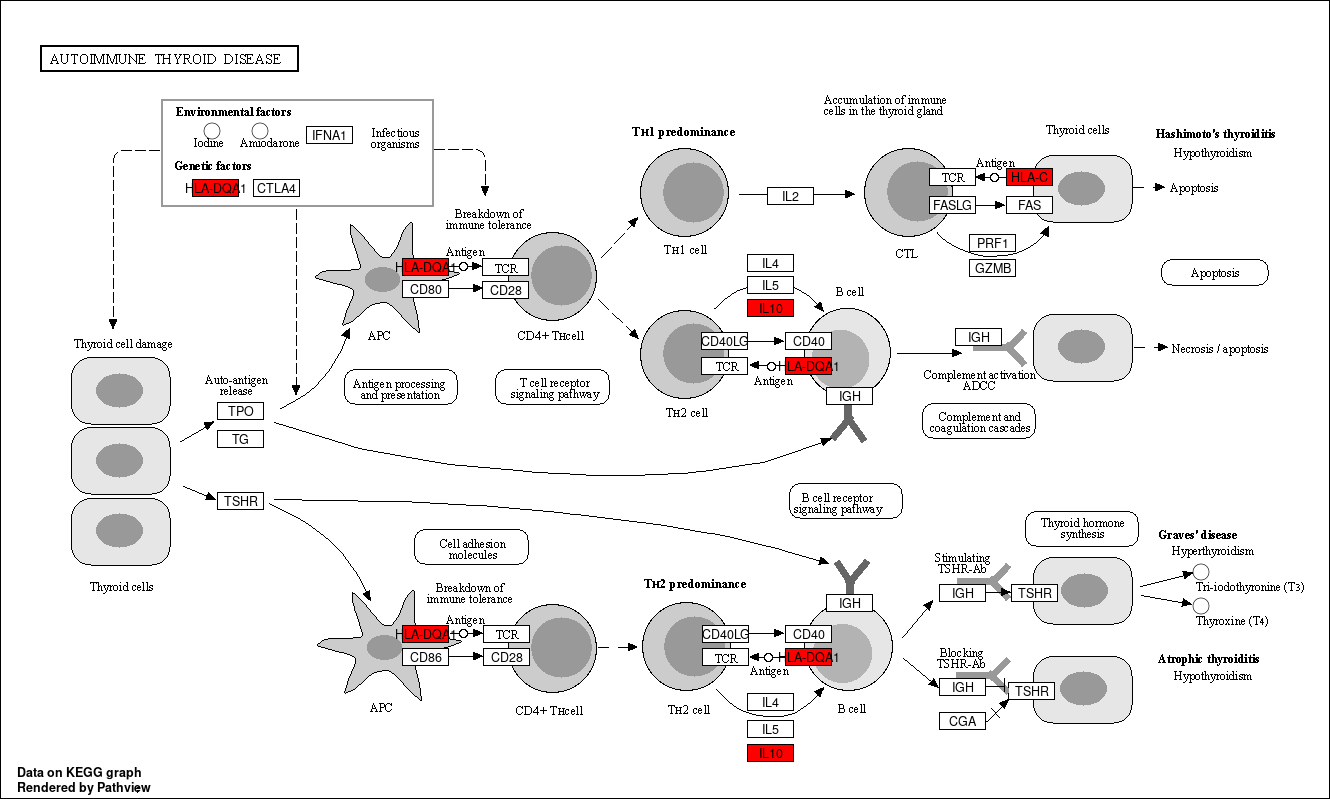 AUTOIMMUNE THYROID DISEASE
Environmental factors
Iodine
Amiodarone
IFNA1
Infectious
organisms
Genetic factors
HLA-DQA1
CTLA4
Accumulation of immune
cells in the thyroid gland
TH1 predominance
TH1 cell
IL2
CTL
TCR
Antigen
HLA-C
FASLG
FAS
PRF1
GZMB
Thyroid cells
Hashimoto's thyroiditis
Hypothyroidism
Apoptosis
Apoptosis
Breakdown of
immune tolerance
Antigen
HLA-DQA1
TCR
CD80
CD28
APC
CD4+ THcell
IL4
IL5
IL10
B cell
CD40LG
CD40
TCR
HLA-DQA1
Antigen
TH2 cell
IGH
IGH
Complement activation
ADCC
Necrosis / apoptosis
Complement and
coagulation cascades
Thyroid cell damage
Auto-antigen
release
TPO
TG
TSHR
Thyroid cells
Antigen processing
and presentation
T cell receptor
signaling pathway
B cell receptor
signaling pathway
Cell adhesion
molecules
Thyroid hormone
synthesis
Breakdown of
immune tolerance
Antigen
HLA-DQA1
TCR
CD86
CD28
APC
CD4+ THcell
TH2 predominance
IGH
CD40LG
CD40
TCR
HLA-DQA1
Antigen
TH2 cell
IL4
IL5
IL10
B cell
Stimulating
TSHR-Ab
IGH
TSHR
Graves' disease
Hyperthyroidism
Tri-iodothyronine (T3)
Thyroxine (T4)
Blocking
TSHR-Ab
IGH
TSHR
CGA
Atrophic thyroiditis
Hypothyroidism
Data on KEGG graph
Rendered by Pathview